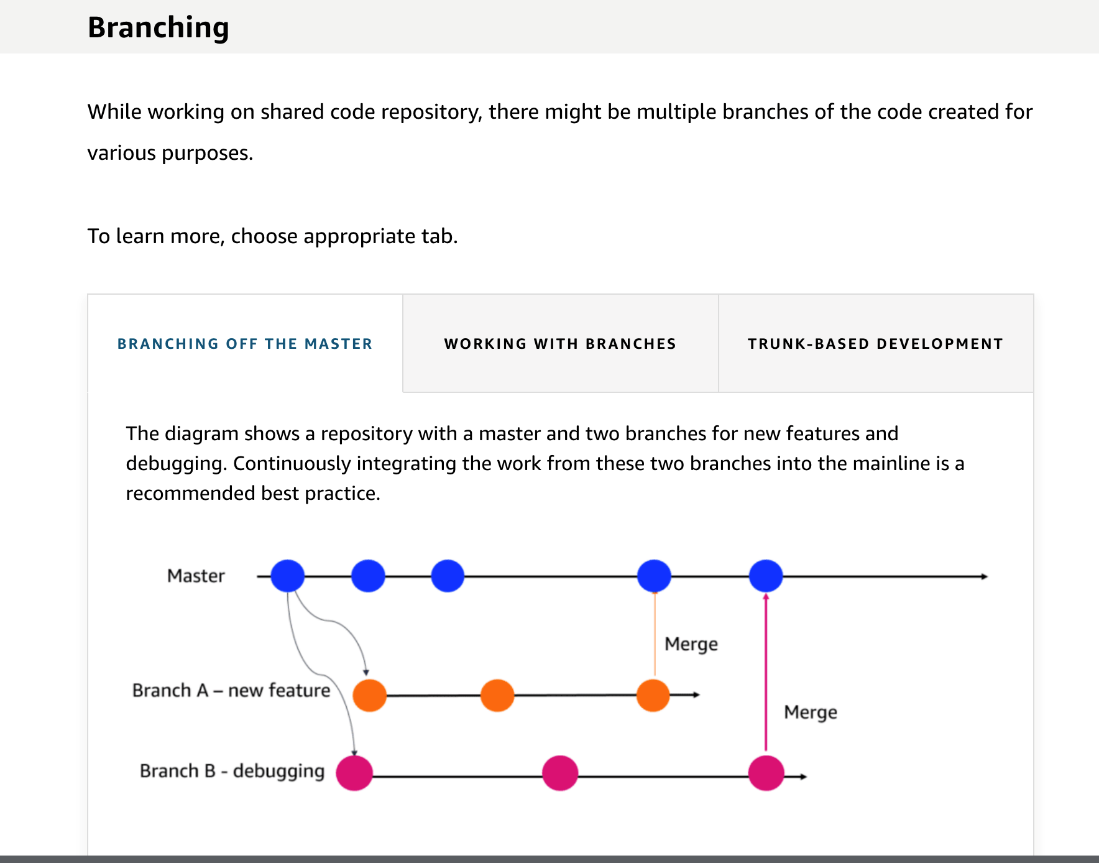 Branching
While working on shared code repository, there might be multiple branches of the code created for
various purposes.
To learn more, choose appropriate tab.
BRANCHING OFF THE MASTER
WORKING WITH BRANCHES
TRUNK-BASED DEVELOPMENT
The diagram shows a repository with a master and two branches for new features and
debugging. Continuously integrating the work from these two branches into the mainline is a
recommended best practice.
Master
Merge
Branch A – new feature
Merge
Branch B - debugging